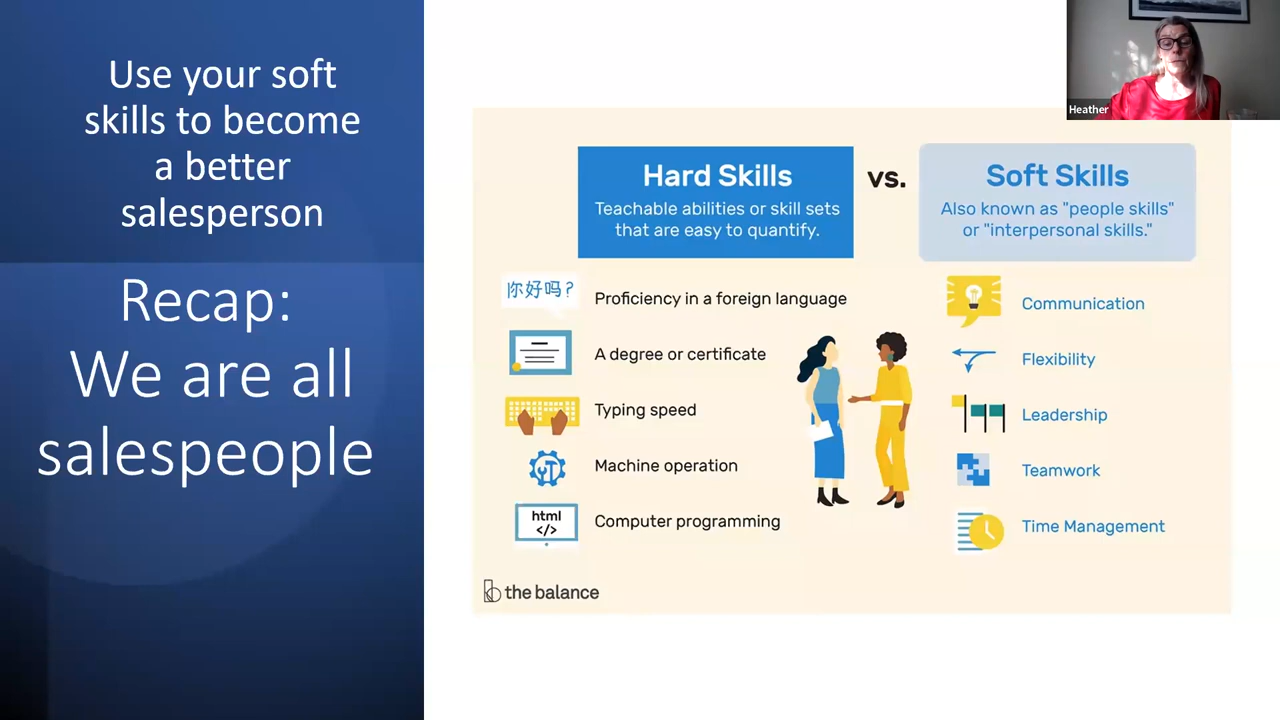 Use your soft
skills to become
a better
salesperson
Recap:
We are all
salespeople
Heather
Hard Skills
Teachable abilities or skill sets
that are easy to quantify.
vs.
Soft Skills
Also known as "people skills"
or "interpersonal skills."
你好吗?
Proficiency in a foreign language
A degree or certificate
Typing speed
Machine operation
html
</>
Computer programming
Communication
Flexibility
Leadership
Teamwork
Time Management
the balance